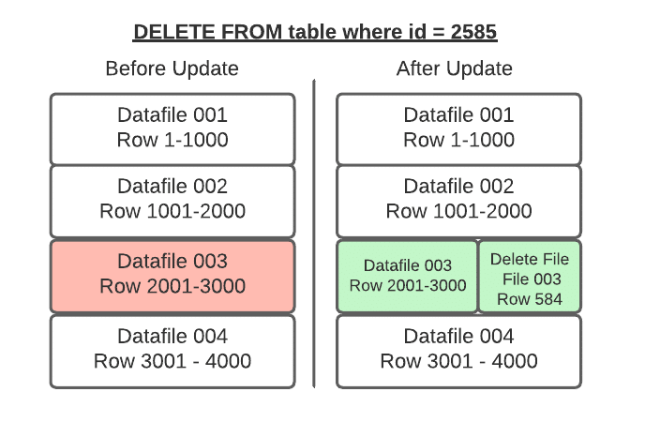 DELETE FROM table where id = 2585
Before Update
Datafile 001
Row 1-1000
Datafile 002
Row 1001-2000
Datafile 003
Row 2001-3000
Datafile 004
Row 3001 - 4000
After Update
Datafile 001
Row 1-1000
Datafile 002
Row 1001-2000
Datafile 003
Row 2001-3000
Delete File
File 003
Row 584
Datafile 004
Row 3001 - 4000